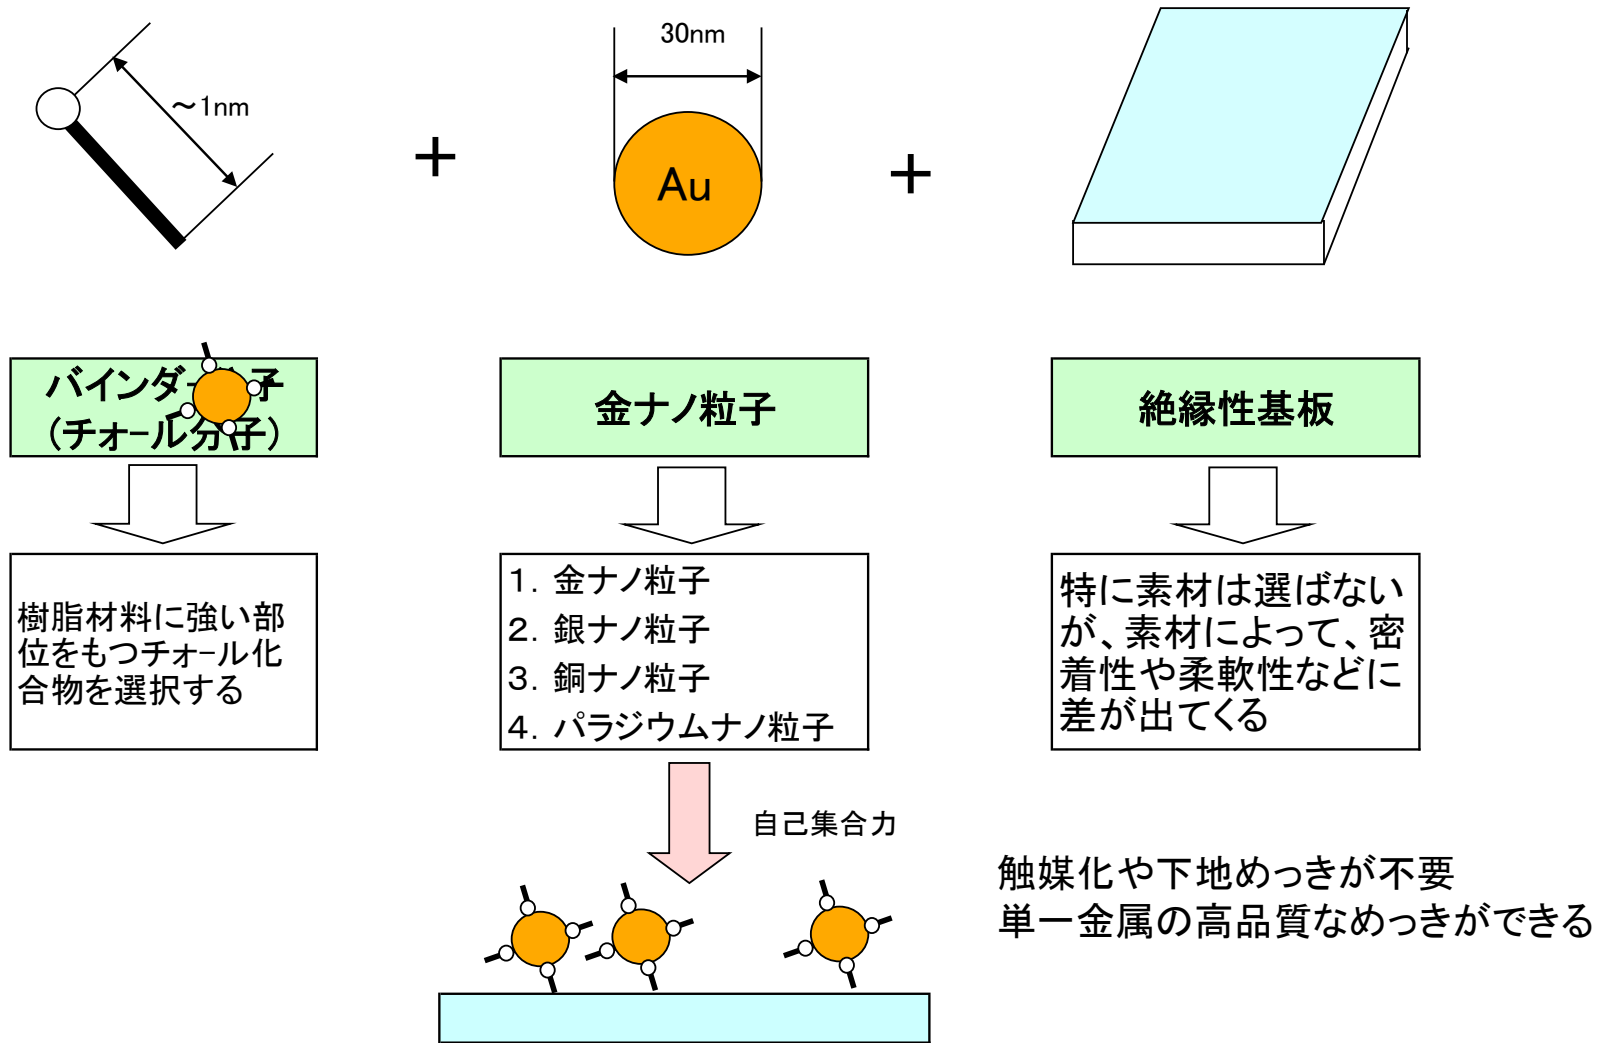 ~1nm
+
30nm
Au
+
バインダー子
(チォール分子)
金ナノ粒子
絶縁性基板
樹脂材料に強い部
位をもつチォール化
合物を選択する
1. 金ナノ粒子
2. 銀ナノ粒子
3. 銅ナノ粒子
4. パラジウムナノ粒子
特に素材は選ばない
が、素材によって、密
着性や柔軟性などに
差が出てくる
自己集合力
触媒化や下地めっきが不要
単一金属の高品質なめっきができる